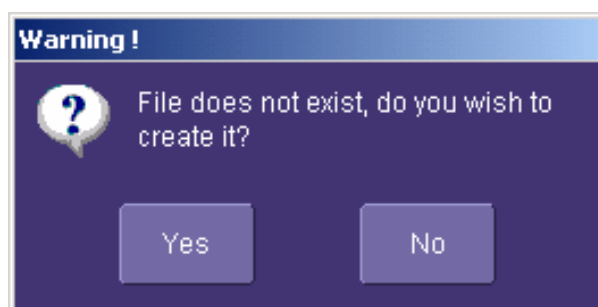 Warning !
File does not exist, do you wish to
create it?
Yes
No